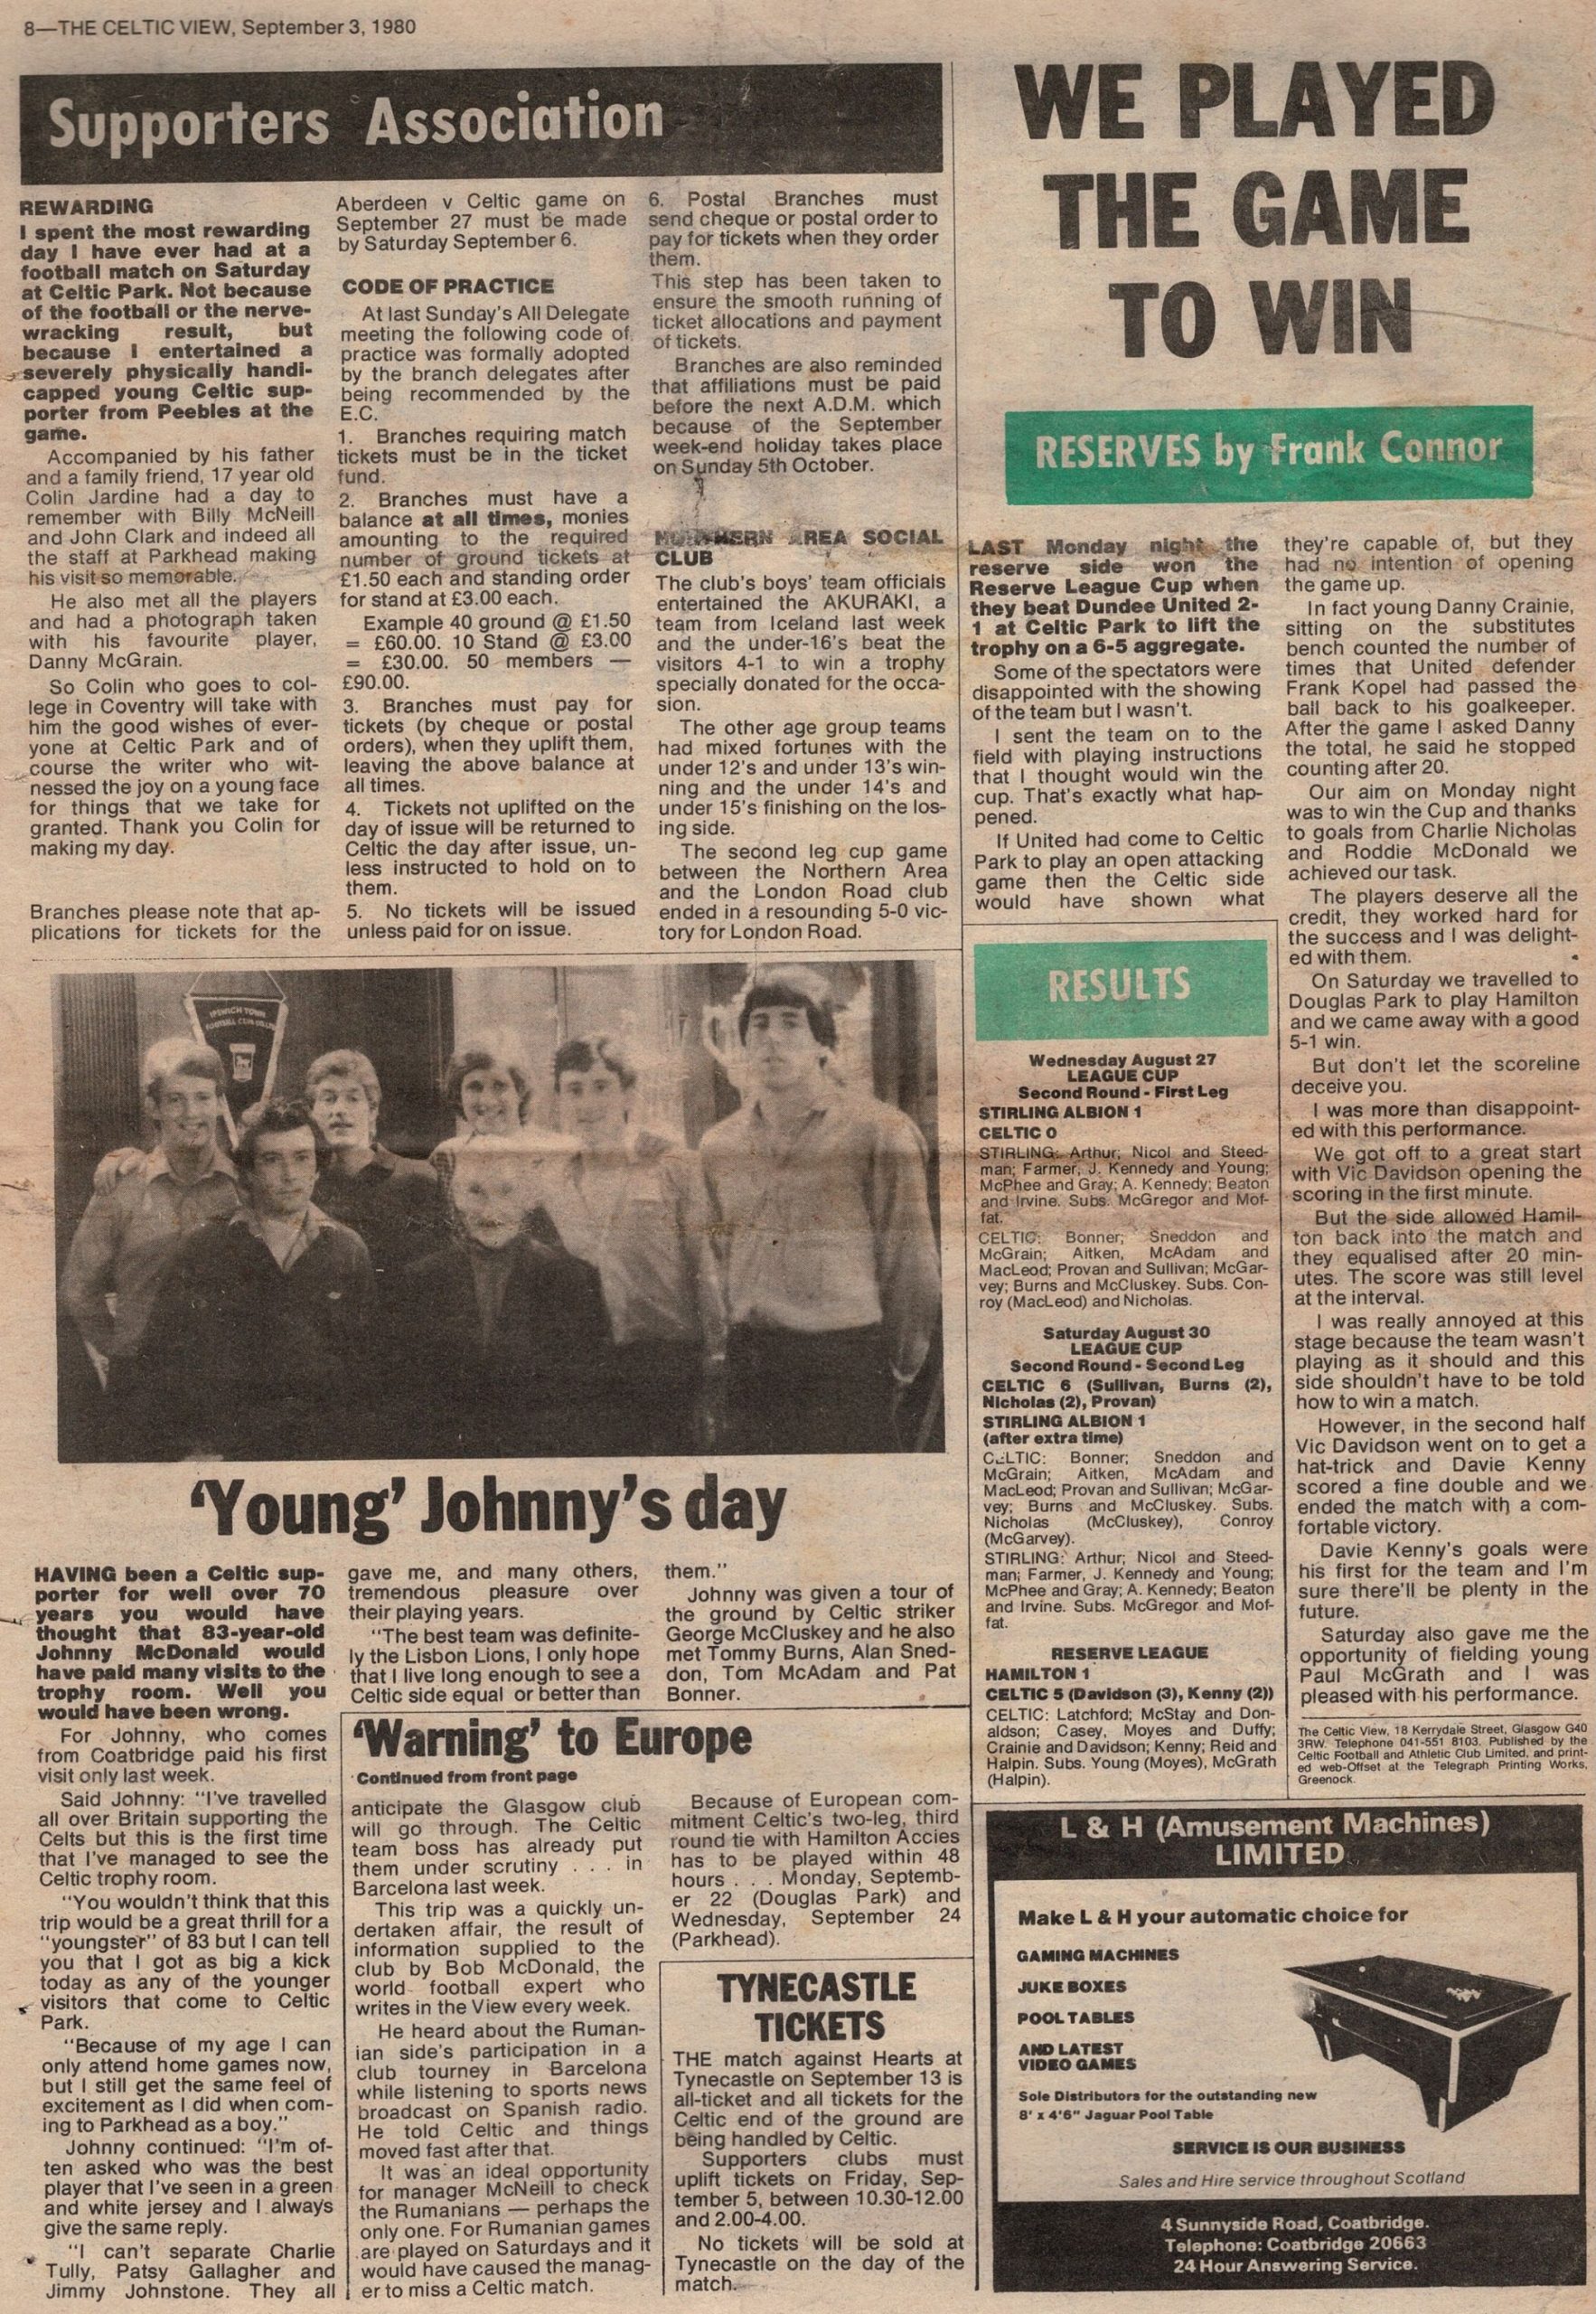 8—THE CELTIC VIEW, September 3, 1980
Supporters Association
REWARDING
I spent the most rewarding
day I have ever had at a
football match on Saturday
at Celtic Park. Not because
of the football or the nerve-
wracking result, but
because I entertained a
severely physically handi-
capped young Celtic sup-
porter from Peebles at the
game.
Accompanied by his father
and a family friend, 17 year old
Colin Jardine had a day to
remember with Billy McNeill
and John Clark and indeed all
the staff at Parkhead making
his visit so memorable.
He also met all the players
and had a photograph taken
with his favourite player,
Danny McGrain.
So Colin who goes to col-
lege in Coventry will take with
him the good wishes of ever-
yone at Celtic Park and of
course the writer who wit-
nessed the joy on a young face
for things that we take for
granted. Thank you Colin for
making my day.
Branches please note that ap-
plications for tickets for the
Aberdeen v Celtic game on
September 27 must be made
by Saturday September 6.
CODE OF PRACTICE
At last Sunday's All Delegate
meeting the following code of
practice was formally adopted
by the branch delegates after
being recommended by the
E.C.
1. Branches requiring match
tickets must be in the ticket
fund.
2. Branches must have a
balance at all times, monies
amounting to the required
number of ground tickets at
£1.50 each and standing order
for stand at £3.00 each.
Example 40 ground @ £1.50
= £60.00. 10 Stand @ £3.00
= £30.00. 50 members —
£90.00.
3. Branches must pay for
tickets (by cheque or postal
orders), when they uplift them,
leaving the above balance at
all times.
4. Tickets not uplifted on the
day of issue will be returned to
Celtic the day after issue, un-
less instructed to hold on to
them.
5. No tickets will be issued
unless paid for on issue.
6. Postal Branches must
send cheque or postal order to
pay for tickets when they order
them.
This step has been taken to
ensure the smooth running of
ticket allocations and payment
of tickets.
Branches are also reminded
that affiliations must be paid
before the next A.D.M. which
because of the September
week-end holiday takes place
on Sunday 5th October.
NORTHERN AREA SOCIAL
CLUB
The club's boys' team officials
entertained the AKURAKI, a
team from Iceland last week
and the under-16's beat the
visitors 4-1 to win a trophy
specially donated for the occa-
sion.
The other age group teams
had mixed fortunes with the
under 12's and under 13's win-
ning and the under 14's and
under 15's finishing on the los-
ing side.
The second leg cup game
between the Northern Area
and the London Road club
ended in a resounding 5-0 vic-
tory for London Road.
WE PLAYED
THE GAME
TO WIN
RESERVES by Frank Connor
LAST Monday night the
reserve side won the
Reserve League Cup when
they beat Dundee United 2-
1 at Celtic Park to lift the
trophy on a 6-5 aggregate.
Some of the spectators were
disappointed with the showing
of the team but I wasn't.
I sent the team on to the
field with playing instructions
that I thought would win the
cup. That's exactly what hap-
pened.
If United had come to Celtic
Park to play an open attacking
game then the Celtic side
would have shown what
they're capable of, but they
had no intention of opening
the game up.
In fact young Danny Crainie,
sitting on the substitutes
bench counted the number of
times that United defender
Frank Kopel had passed the
ball back to his goalkeeper.
After the game I asked Danny
the total, he said he stopped
counting after 20.
Our aim on Monday night
was to win the Cup and thanks
to goals from Charlie Nicholas
and Roddie McDonald we
achieved our task.
The players deserve all the
credit, they worked hard for
the success and I was delight-
ed with them.
On Saturday we travelled to
Douglas Park to play Hamilton
and we came away with a good
5-1 win.
But don't let the scoreline
deceive you.
I was more than disappoint-
ed with this performance.
We got off to a great start
with Vic Davidson opening the
scoring in the first minute.
But the side allowed Hamil-
ton back into the match and
they equalised after 20 min-
utes. The score was still level
at the interval.
I was really annoyed at this
stage because the team wasn't
playing as it should and this
side shouldn't have to be told
how to win a match.
However, in the second half
Vic Davidson went on to get a
hat-trick and Davie Kenny
scored a fine double and we
ended the match with a com-
fortable victory.
Davie Kenny's goals were
his first for the team and I'm
sure there'll be plenty in the
future.
Saturday also gave me the
opportunity of fielding young
Paul McGrath and I was
pleased with his performance.
The Celtic View, 18 Kerrydale Street, Glasgow G40
3RW. Telephone 041-551 8103. Published by the
Celtic Football and Athletic Club Limited, and print-
ed web-Offset at the Telegraph Printing Works,
Greenock.
RESULTS
Wednesday August 27
LEAGUE CUP
Second Round - First Leg
STIRLING ALBION 1
CELTIC 0
STIRLING: Arthur; Nicol and Steed-
man; Farmer, J. Kennedy and Young;
McPhee and Gray; A. Kennedy; Beaton
and Irvine. Subs. McGregor and Mof-
fat.
CELTIC: Bonner; Sneddon and
McGrain; Aitken, McAdam and
MacLeod; Provan and Sullivan; McGar-
vey; Burns and McCluskey. Subs. Con-
roy (MacLeod) and Nicholas.
Saturday August 30
LEAGUE CUP
Second Round - Second Leg
CELTIC 6 (Sullivan, Burns (2),
Nicholas (2), Provan)
STIRLING ALBION 1
(after extra time)
CELTIC: Bonner; Sneddon and
McGrain; Aitken, McAdam and
MacLeod; Provan and Sullivan; McGar-
vey; Burns and McCluskey. Subs.
Nicholas (McCluskey), Conroy
(McGarvey).
STIRLING: Arthur; Nicol and Steed-
man; Farmer, J. Kennedy and Young;
McPhee and Gray; A. Kennedy; Beaton
and Irvine. Subs. McGregor and Mof-
fat.
RESERVE LEAGUE
HAMILTON 1
CELTIC 5 (Davidson (3), Kenny (2))
CELTIC: Latchford; McStay and Don-
aldson; Casey, Moyes and Duffy;
Crainie and Davidson; Kenny; Reid and
Halpin. Subs. Young (Moyes), McGrath
(Halpin).
IPSWICH TOWN
'Young' Johnny's day
HAVING been a Celtic sup-
porter for well over 70
years you would have
thought that 83-year-old
Johnny McDonald would
have paid many visits to the
trophy room. Well you
would have been wrong.
For Johnny, who comes
from Coatbridge paid his first
visit only last week.
Said Johnny: "I've travelled
all over Britain supporting the
Celts but this is the first time
that I've managed to see the
Celtic trophy room.
"You wouldn't think that this
trip would be a great thrill for a
"youngster" of 83 but I can tell
you that I got as big a kick
today as any of the younger
visitors that come to Celtic
Park.
"Because of my age I can
only attend home games now,
but I still get the same feel of
excitement as I did when com-
ing to Parkhead as a boy."
Johnny continued: "I'm of-
ten asked who was the best
player that I've seen in a green
and white jersey and I always
give the same reply.
"I can't separate Charlie
Tully, Patsy Gallagher and
Jimmy Johnstone. They all
gave me, and many others,
tremendous pleasure over
their playing years.
"The best team was definite-
ly the Lisbon Lions, I only hope
that I live long enough to see a
Celtic side equal or better than
them."
Johnny was given a tour of
the ground by Celtic striker
George McCluskey and he also
met Tommy Burns, Alan Sned-
don, Tom McAdam and Pat
Bonner.
'Warning' to Europe
Continued from front page
anticipate the Glasgow club
will go through. The Celtic
team boss has already put
them under scrutiny . . . in
Barcelona last week.
This trip was a quickly un-
dertaken affair, the result of
information supplied to the
club by Bob McDonald, the
world football expert who
writes in the View every week.
He heard about the Ruman-
ian side's participation in a
club tourney in Barcelona
while listening to sports news
broadcast on Spanish radio.
He told Celtic and things
moved fast after that.
It was an ideal opportunity
for manager McNeill to check
the Rumanians — perhaps the
only one. For Rumanian games
are played on Saturdays and it
would have caused the manag-
er to miss a Celtic match.
Because of European com-
mitment Celtic's two-leg, third
round tie with Hamilton Accies
has to be played within 48
hours . . . Monday, Septemb-
er 22 (Douglas Park) and
Wednesday, September 24
(Parkhead).
TYNECASTLE
TICKETS
THE match against Hearts at
Tynecastle on September 13 is
all-ticket and all tickets for the
Celtic end of the ground are
being handled by Celtic.
Supporters clubs must
uplift tickets on Friday, Sep-
tember 5, between 10.30-12.00
and 2.00-4.00.
No tickets will be sold at
Tynecastle on the day of the
match.
L & H (Amusement Machines)
LIMITED
Make L & H your automatic choice for
GAMING MACHINES
JUKE BOXES
POOL TABLES
AND LATEST
VIDEO GAMES
Sole Distributors for the outstanding new
8' x 4'6" Jaguar Pool Table
SERVICE IS OUR BUSINESS
Sales and Hire service throughout Scotland
4 Sunnyside Road, Coatbridge.
Telephone: Coatbridge 20663
24 Hour Answering Service.